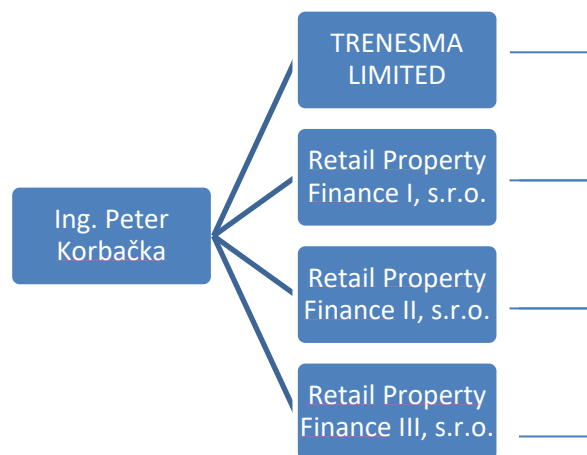 TRENESMA
LIMITED
Retail Property
Finance I, s.r.o.
Ing. Peter
Korbačka
Retail Property
Finance II, s.r.o.
Retail Property
Finance III, s.r.o.